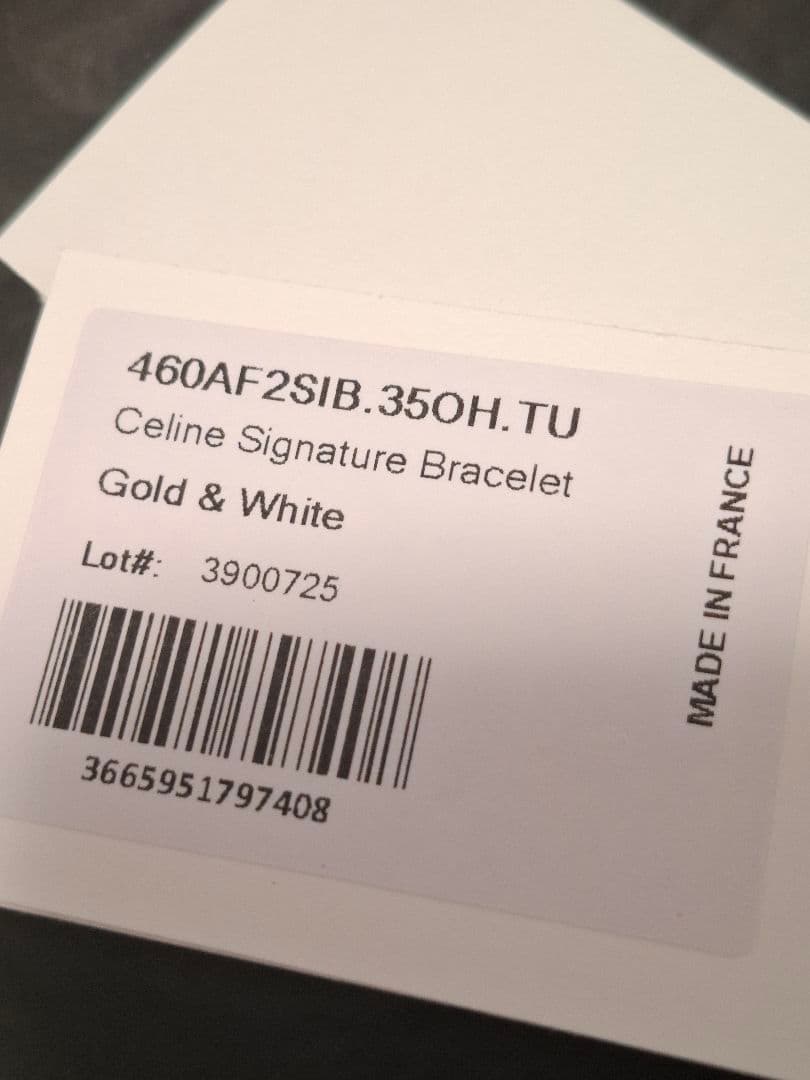 460AF2SIB.35OH.TU
Celine Signature Bracelet
Gold & White
Lot#: 3900725
3665951797408
MADE IN FRANCE